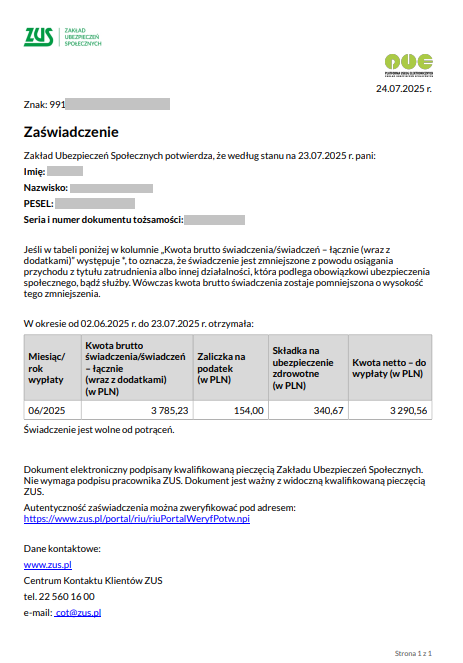 ZUS
ZAKŁAD
UBEZPIECZEŃ
SPOŁECZNYCH
PUE
PLATFORMA USŁUG ELEKTRONICZNYCH
24.07.2025 r.
Znak: 991
Zaświadczenie
Zakład Ubezpieczeń Społecznych potwierdza, że według stanu na 23.07.2025 r. pani:
Imię:
Nazwisko:
PESEL:
Seria i numer dokumentu tożsamości:
Jeśli w tabeli poniżej w kolumnie „Kwota brutto świadczenia/świadczeń – łącznie (wraz z
dodatkami)” występuje *, to oznacza, że świadczenie jest zmniejszone z powodu osiągania
przychodu z tytułu zatrudnienia albo innej działalności, która podlega obowiązkowi ubezpieczenia
społecznego, bądź służby. Wówczas kwota brutto świadczenia zostaje pomniejszona o wysokość
tego zmniejszenia.
W okresie od 02.06.2025 r. do 23.07.2025 r. otrzymała:
Miesiąc/
rok
wypłaty
Kwota brutto
świadczenia/świadczeń
– łącznie
(wraz z dodatkami)
(w PLN)
Zaliczka na
podatek
(w PLN)
Składka na
ubezpieczenie
zdrowotne
(w PLN)
Kwota netto – do
wypłaty (w PLN)
06/2025 3 785,23 154,00 340,67 3 290,56
Świadczenie jest wolne od potrąceń.
Dokument elektroniczny podpisany kwalifikowaną pieczęcią Zakładu Ubezpieczeń Społecznych.
Nie wymaga podpisu pracownika ZUS. Dokument jest ważny z widoczną kwalifikowaną pieczęcią
ZUS.
Autentyczność zaświadczenia można zweryfikować pod adresem:
https://www.zus.pl/portal/riu/riuPortalWeryfPotw.npi
Dane kontaktowe:
www.zus.pl
Centrum Kontaktu Klientów ZUS
tel. 22 560 16 00
e-mail: cot@zus.pl
Strona 1 z 1